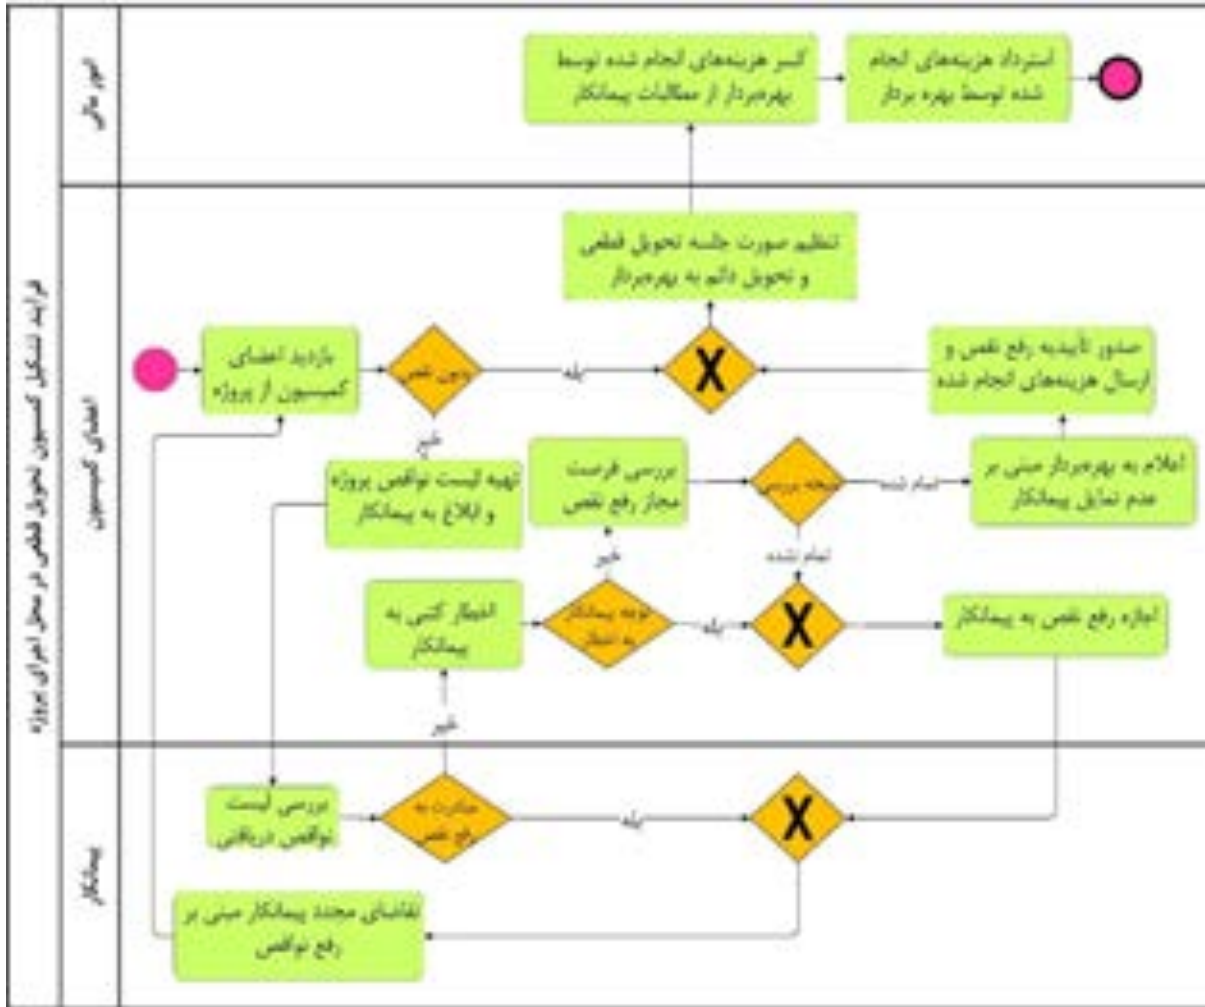 فرایند تشکیل کمیسیون تحویل قطعی در محل اجرای پروژه
امور مالی
کسر هزینه‌های انجام شده توسط
بهره‌بردار از مطالبات پیمانکار
استرداد هزینه‌های انجام
شده توسط بهره بردار
اعضای کمیسیون
تنظیم صورت جلسه تحویل قطعی
و تحویل دائم به بهره‌بردار
بازدید اعضای
کمیسیون از پروژه
بدون نقص
بله
X
صدور تأییدیه رفع نقص و
ارسال هزینه‌های انجام شده
خیر
تهیه لیست نواقص پروژه
و ابلاغ به پیمانکار
بررسی فرصت
مجاز رفع نقص
نتیجه بررسی
تمام شده
اعلام به بهره‌بردار مبنی بر
عدم تمایل پیمانکار
تمام نشده
خیر
اخطار کتبی به
پیمانکار
توجه پیمانکار
به اخطار
بله
X
اجازه رفع نقص به پیمانکار
خیر
پیمانکار
بررسی لیست
نواقص دریافتی
مبادرت به
رفع نقص
بله
X
تقاضای مجدد پیمانکار مبنی بر
رفع نواقص